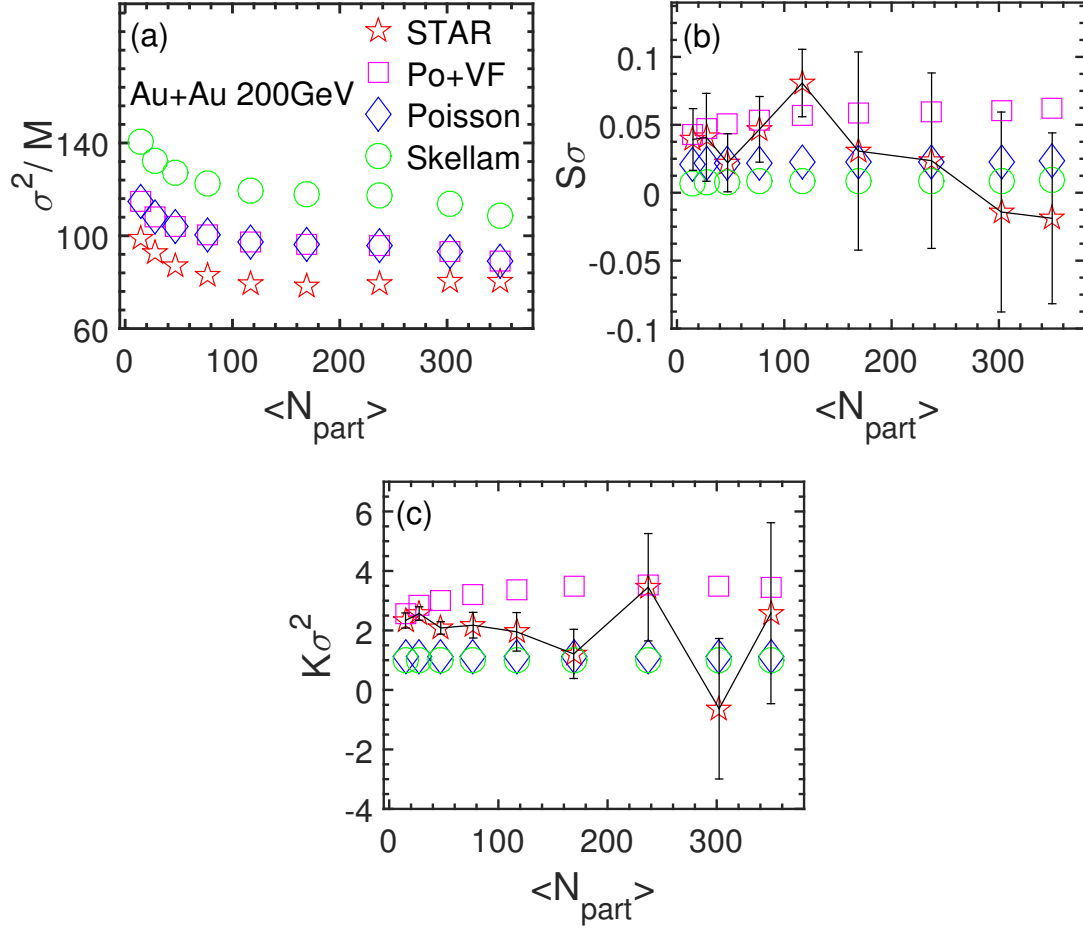 (a)
STAR
Po+VF
Au+Au 200GeV
Poisson
Skellam
140
100
60
σ²/ M
0 100 200 300
<N_part>
(b)
0.1
0.05
0
-0.05
-0.1
Sσ
0 100 200 300
<N_part>
(c)
6
4
2
0
-2
-4
Kσ²
0 100 200 300
<N_part>